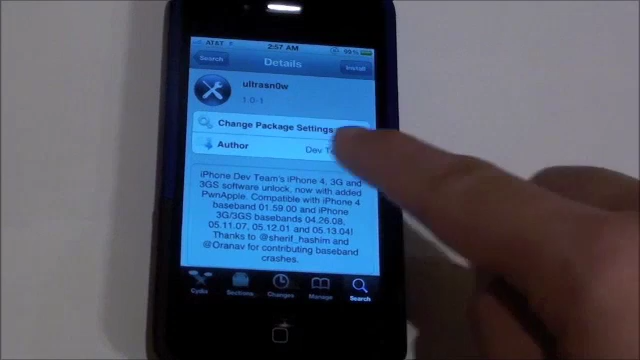 AT&T 2:57 AM 99%
Search Details Install
ultrasn0w
1.0-1
Change Package Settings
Author Dev
iPhone Dev Team's iPhone 4, 3G and
3GS software unlock, now with added
PwnApple. Compatible with iPhone 4
baseband 01.59.00 and iPhone
3G/3GS basebands 04.26.08,
05.11.07, 05.12.01 and 05.13.04!
Thanks to @sherif_hashim and
@Oranav for contributing baseband
crashes.
Cydia Sections Changes Manage Search